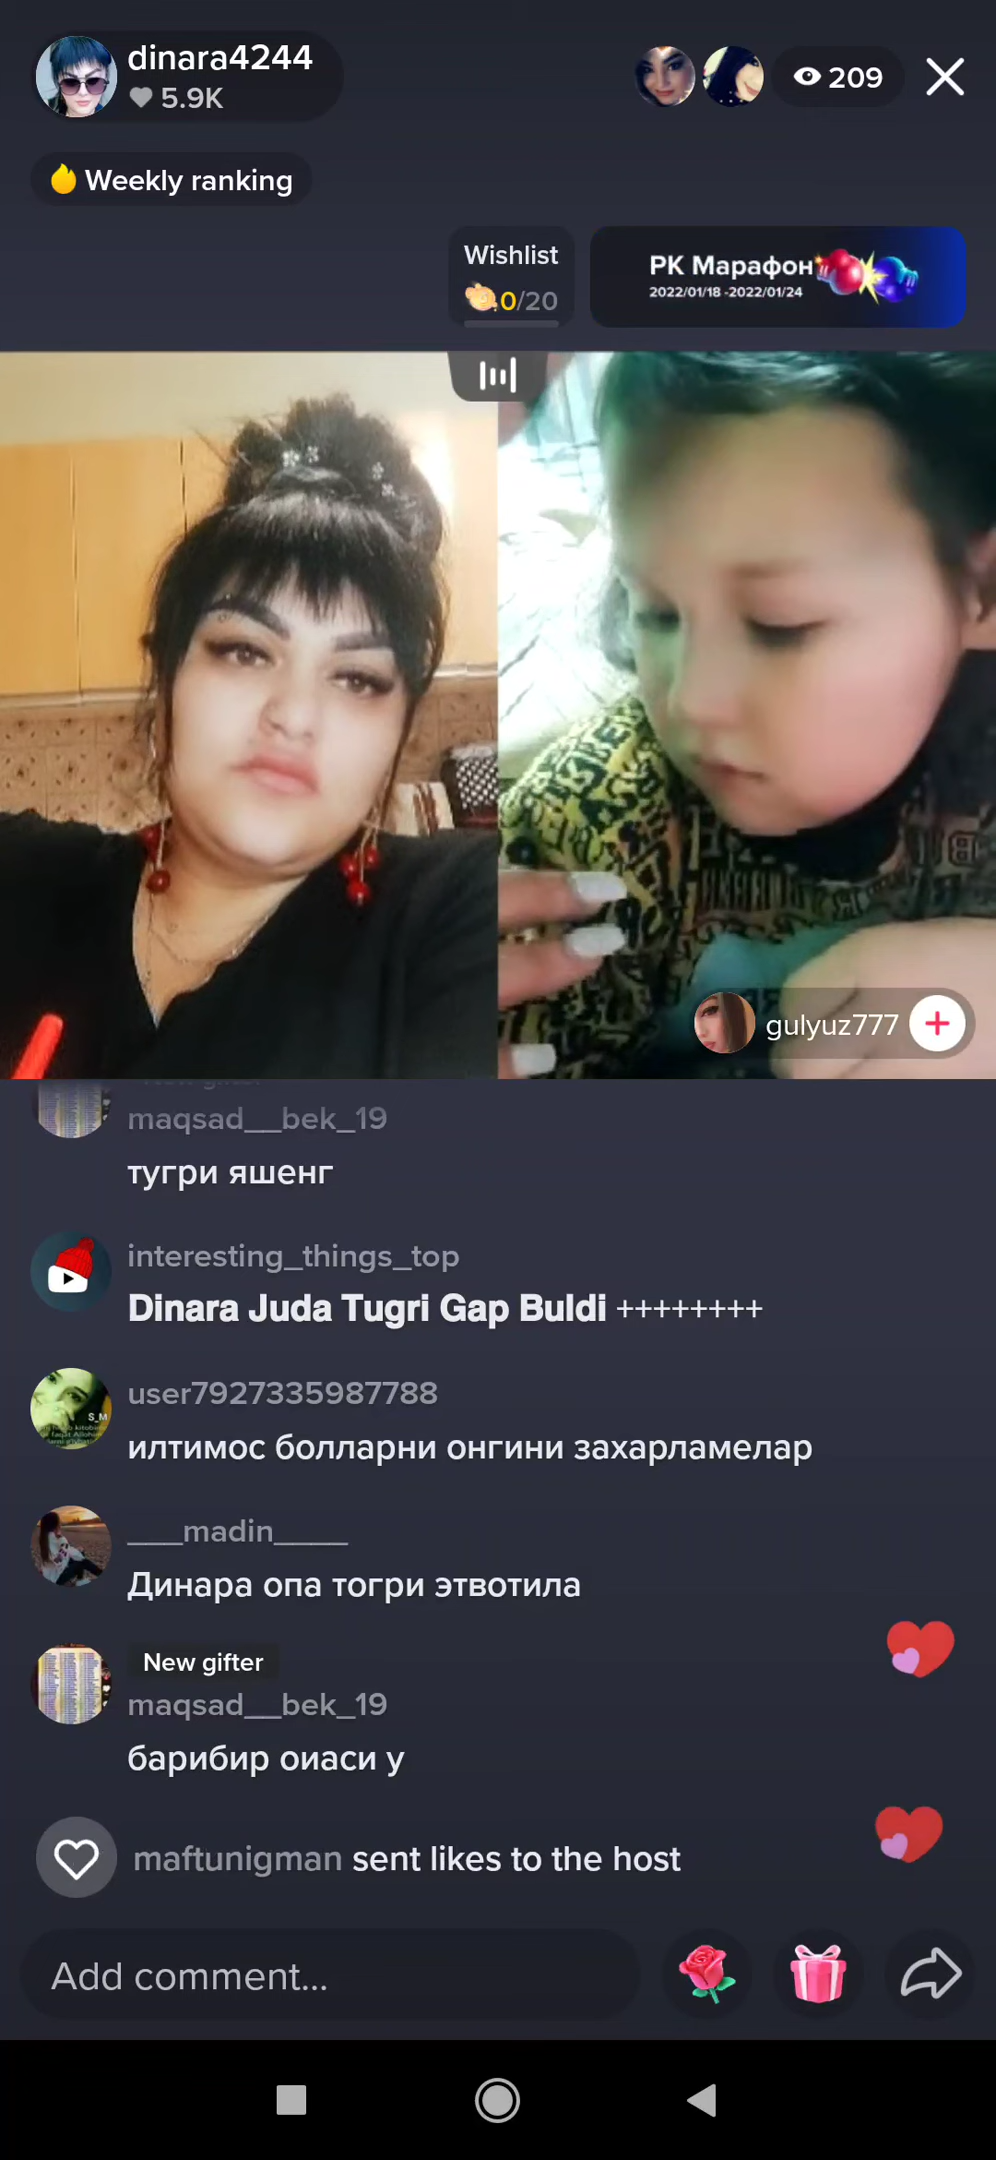 dinara4244
5.9K
209
Weekly ranking
Wishlist
0/20
РК Марафон
2022/01/18 -2022/01/24
gulyuz777
maqsad__bek_19
тугри яшенг
interesting_things_top
Dinara Juda Tugri Gap Buldi ++++++++
user7927335987788
илтимос болларни онгини захарламелар
___madin____
Динара опа тогри этвотила
New gifter
maqsad__bek_19
барибир оиаси у
maftunigman sent likes to the host
Add comment...